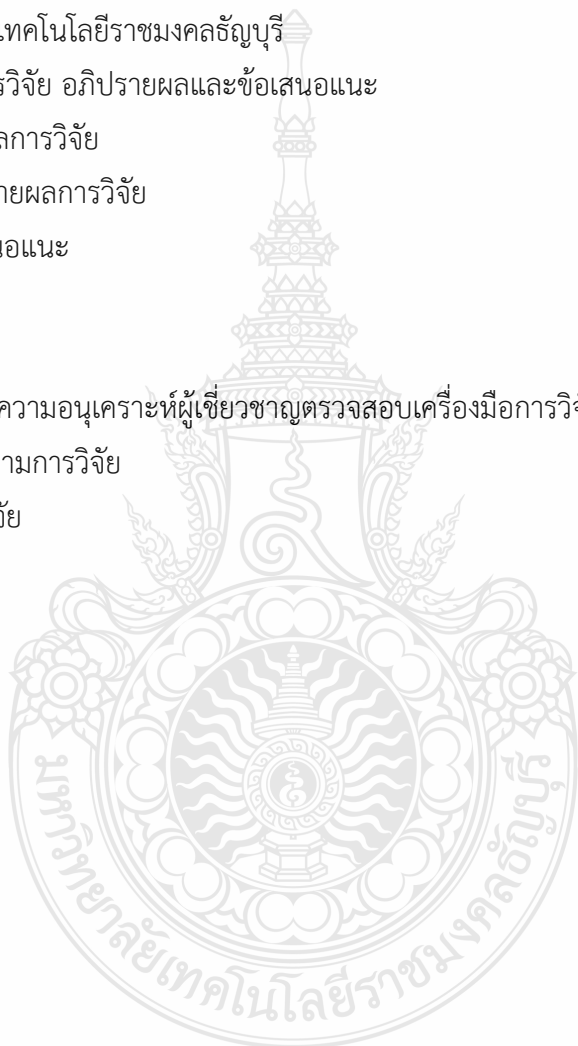 เทคโนโลยีราชมงคลธัญบุรี
รวิจัย อภิปรายผลและข้อเสนอแนะ
ลการวิจัย
ายผลการวิจัย
นอแนะ
ความอนุเคราะห์ผู้เชี่ยวชาญตรวจสอบเครื่องมือการวิจั
ามการวิจัย
จัย
มหาวิทยาลัยเทคโนโลยีราชมงคลธัญบุรี